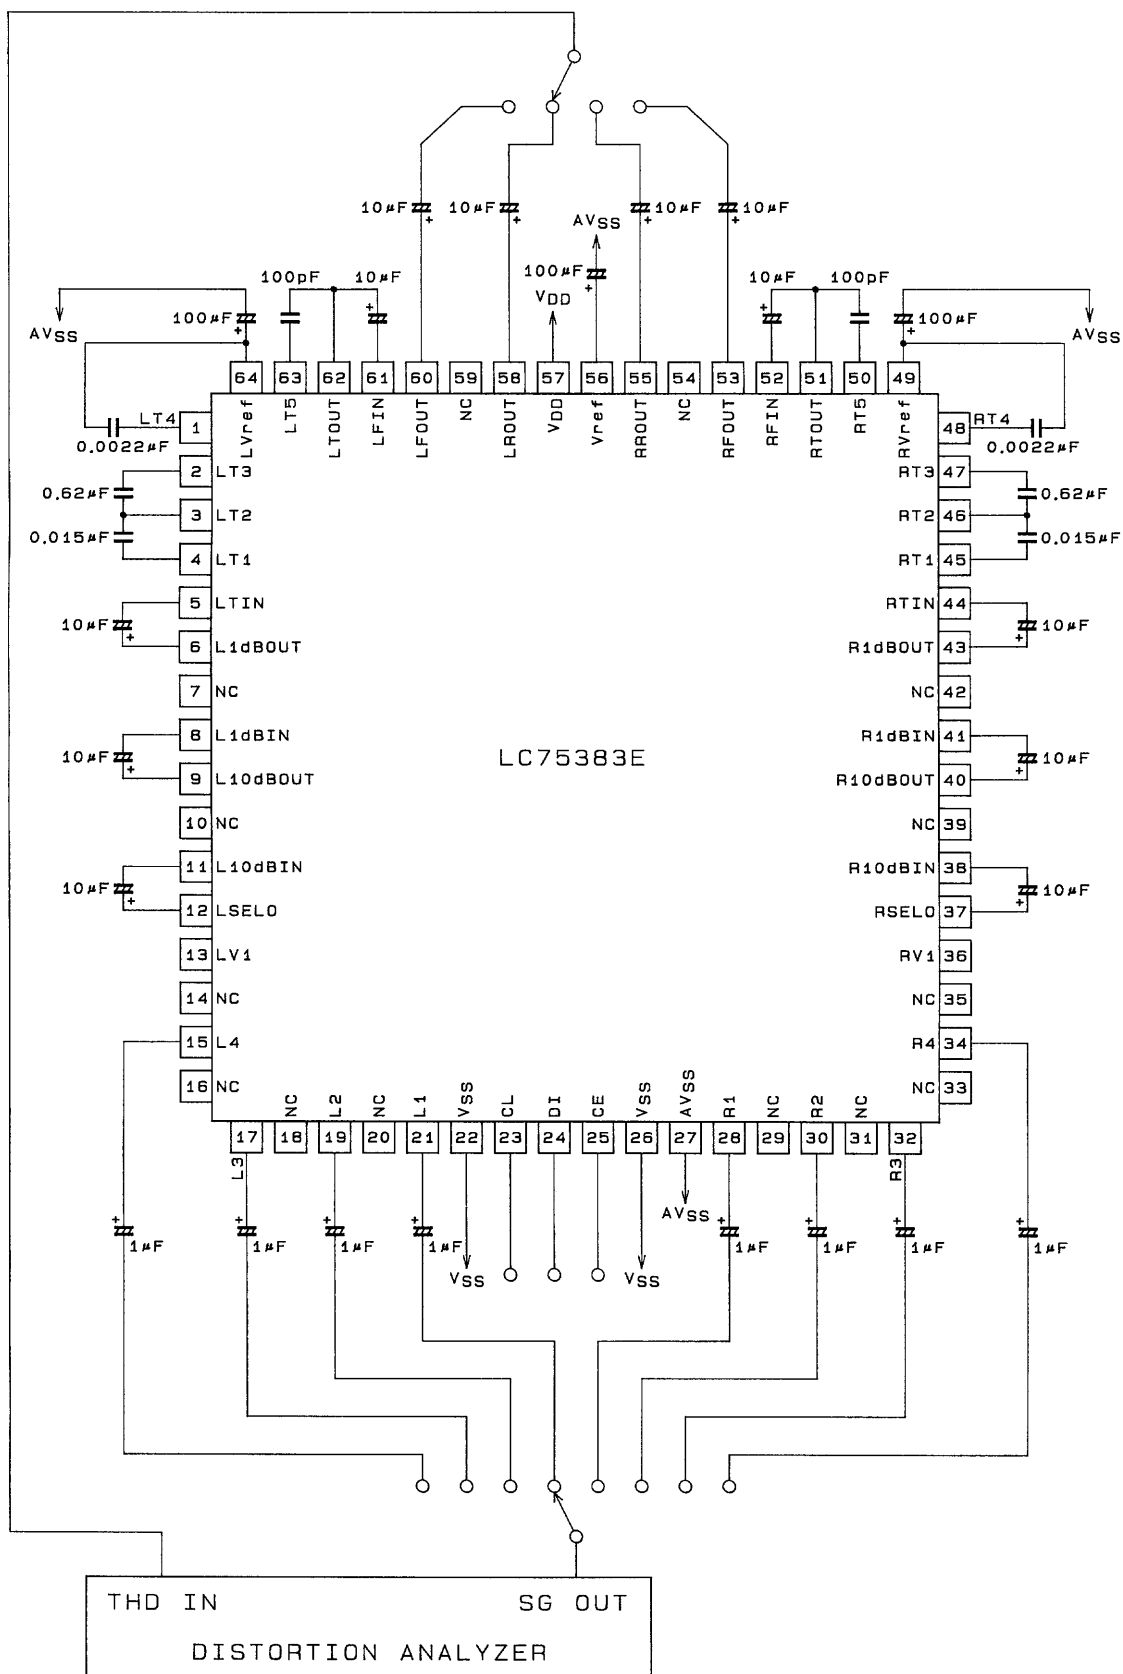 10μF
10μF
10μF
10μF
AVSS
100μF
VDD
100pF
10μF
10μF
100pF
100μF
AVSS
100μF
AVSS
64 63 62 61 60 59 58 57 56 55 54 53 52 51 50 49
LVref LT5 LTOUT LFIN LFOUT NC LROUT VDD Vref RROUT NC RFOUT RFIN RTOUT RT5 RVref
LT4 1
48 RT4
0.0022μF
0.0022μF
2 LT3
RT3 47
0.62μF
0.62μF
3 LT2
RT2 46
0.015μF
0.015μF
4 LT1
RT1 45
5 LTIN
RTIN 44
10μF
10μF
6 L1dBOUT
R1dBOUT 43
7 NC
NC 42
8 L1dBIN
R1dBIN 41
LC75383E
10μF
10μF
9 L10dBOUT
R10dBOUT 40
10 NC
NC 39
11 L10dBIN
R10dBIN 38
10μF
10μF
12 LSELO
RSELO 37
13 LV1
RV1 36
14 NC
NC 35
15 L4
R4 34
16 NC
NC 33
NC L2 NC L1 VSS CL DI CE VSS AVSS R1 NC R2 NC
17 18 19 20 21 22 23 24 25 26 27 28 29 30 31 32
L3
R3
AVSS
1μF 1μF 1μF 1μF 1μF 1μF 1μF 1μF
VSS
VSS
THD IN SG OUT
DISTORTION ANALYZER